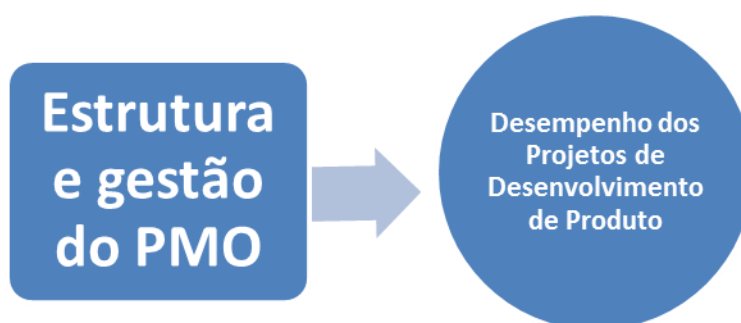 Estrutura
e gestão
do PMO
Desempenho dos
Projetos de
Desenvolvimento
de Produto